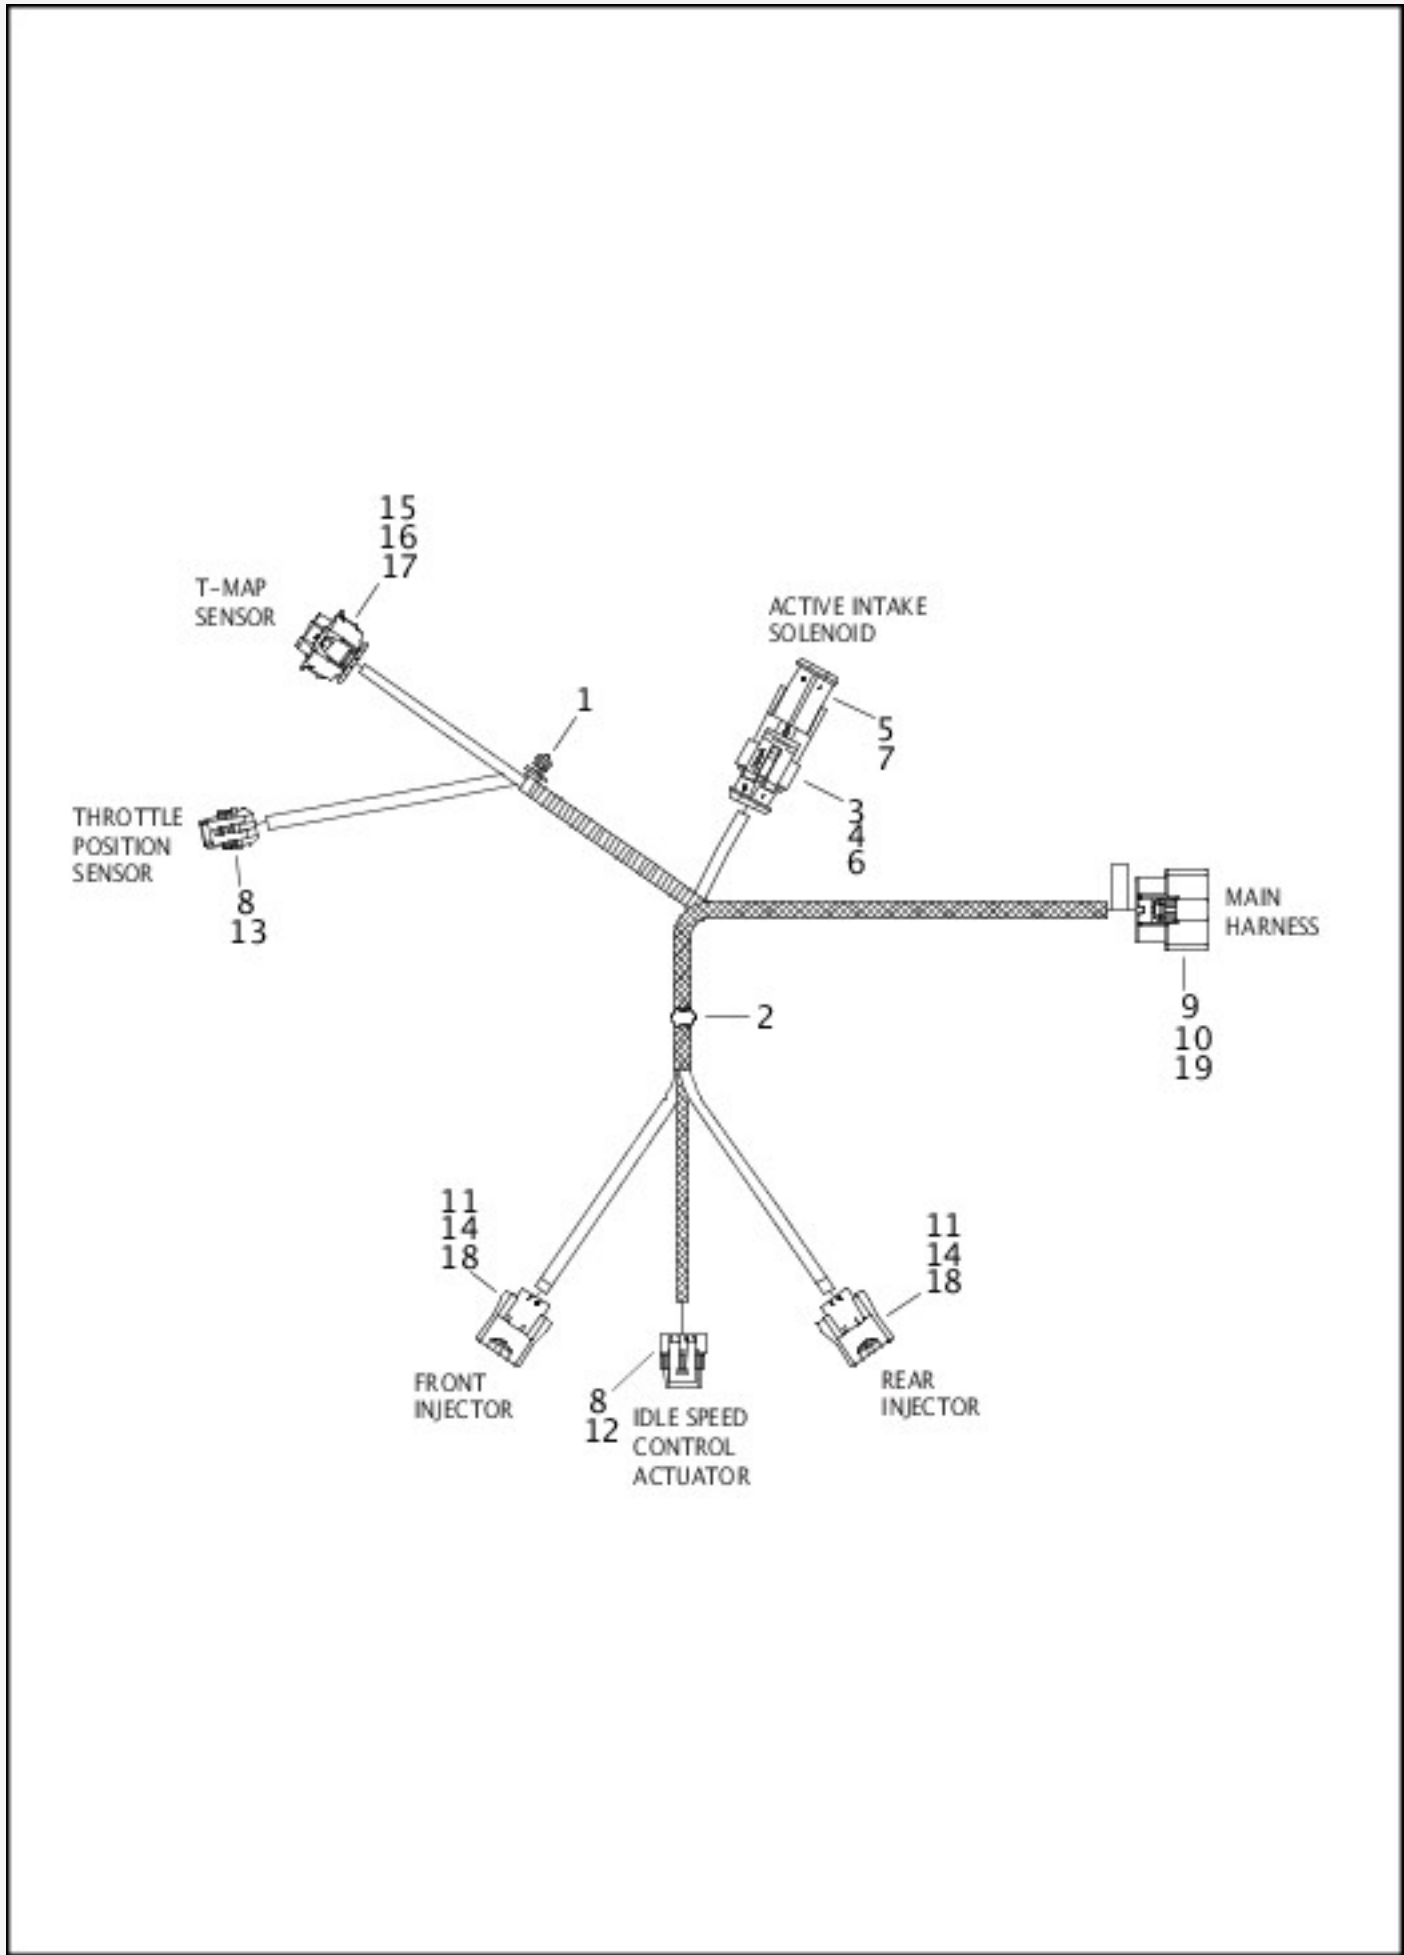 15
16
17
T-MAP
SENSOR
ACTIVE INTAKE
SOLENOID
1
5
7
3
4
6
THROTTLE
POSITION
SENSOR
8
13
MAIN
HARNESS
9
10
19
2
11
14
18
11
14
18
FRONT
INJECTOR
8
12
IDLE SPEED
CONTROL
ACTUATOR
REAR
INJECTOR